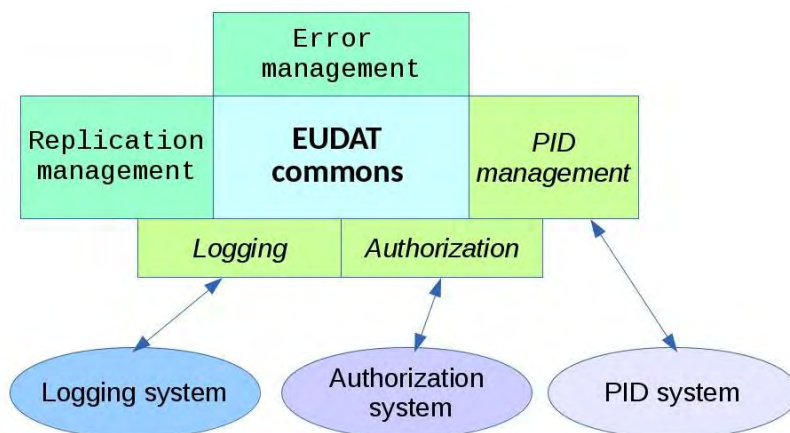 Error
management
Replication
management
EUDAT
commons
PID
management
Logging
Authorization
Logging system
Authorization
system
PID system